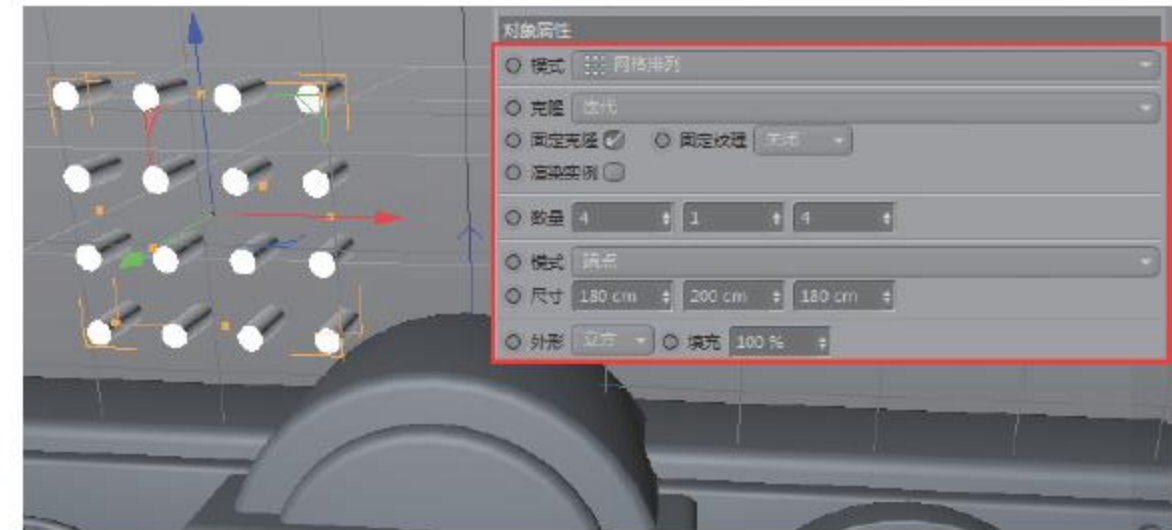 对象属性
模式 网格排列
克隆 迭代
固定克隆 固定纹理 关闭
渲染实例
数量 4 1 4
模式 端点
尺寸 180 cm 200 cm 180 cm
外形 立方 填充 100 %